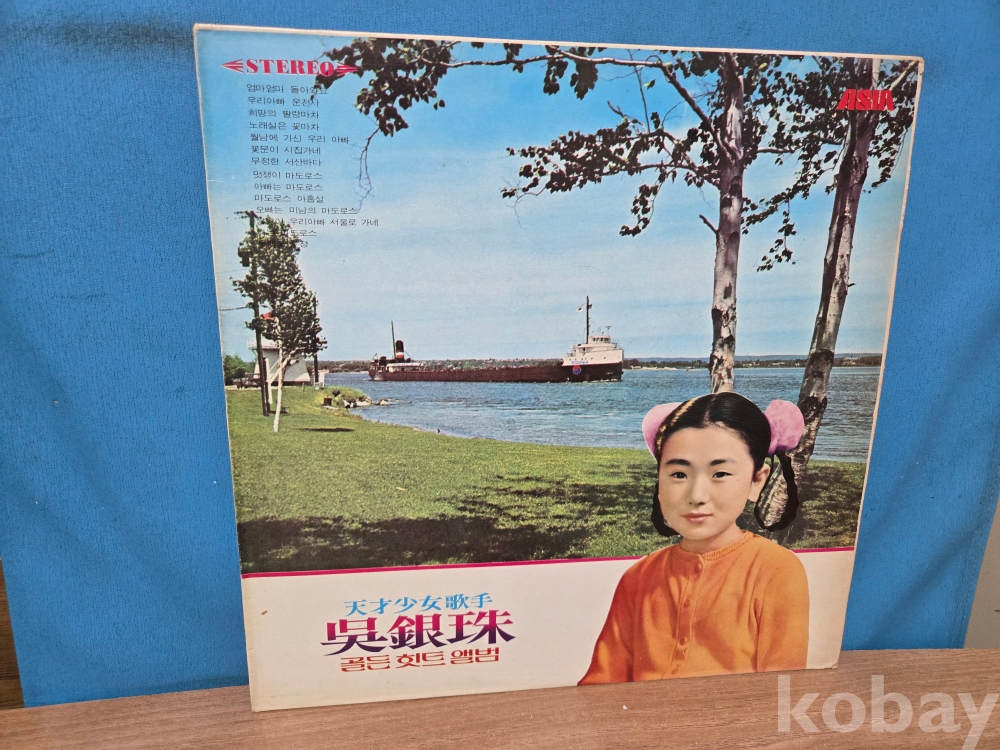 STEREO
엄마엄마 돌아와요
우리아빠 운전사
희망의 꽃랑마차
노래실은 꽃마차
월남에 가신 우리 아빠
꽃분이 시집가네
무정한 서산바다
멋쟁이 마도로스
아빠는 마도로스
마도로스 아홉살
오빠는 미남의 마도로스
우리아빠 서울로 가네
도로스
ASIA
天才少女歌手
吳銀珠
골든 힛트 앨범
kobay